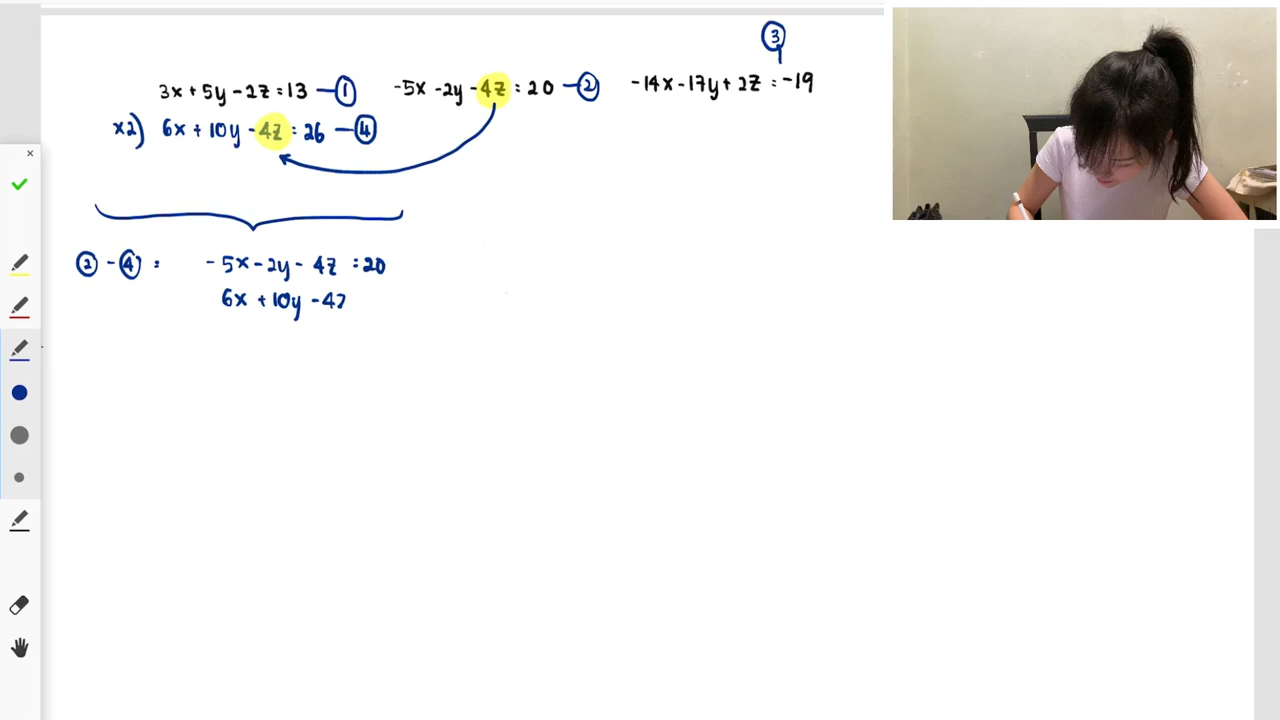 ③
3x + 5y - 2z = 13 — ① -5x - 2y - 4z = 20 — ② -14x - 17y + 2z = -19
x2) 6x + 10y - 4z = 26 — ④
② - ④ = -5x - 2y - 4z = 20
6x + 10y - 4z